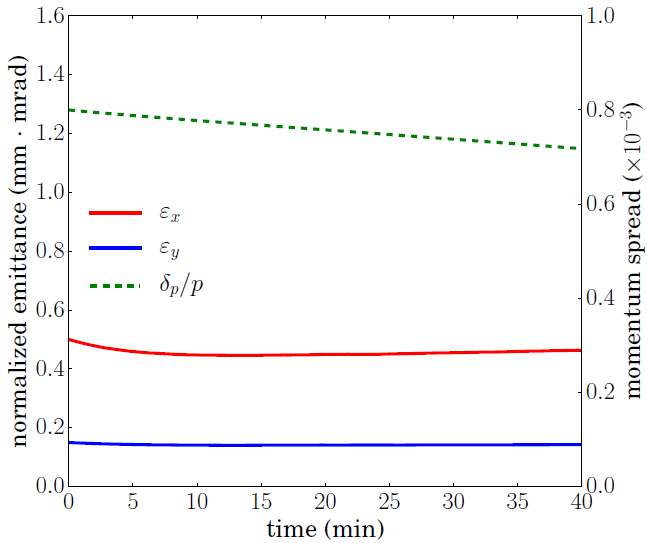 normalized emittance (mm · mrad)
1.6
1.4
1.2
1.0
0.8
0.6
0.4
0.2
0.0
ε_x
ε_y
δ_p/p
1.0
0.8
0.6
0.4
0.2
0.0
momentum spread (×10⁻³)
0 5 10 15 20 25 30 35 40
time (min)